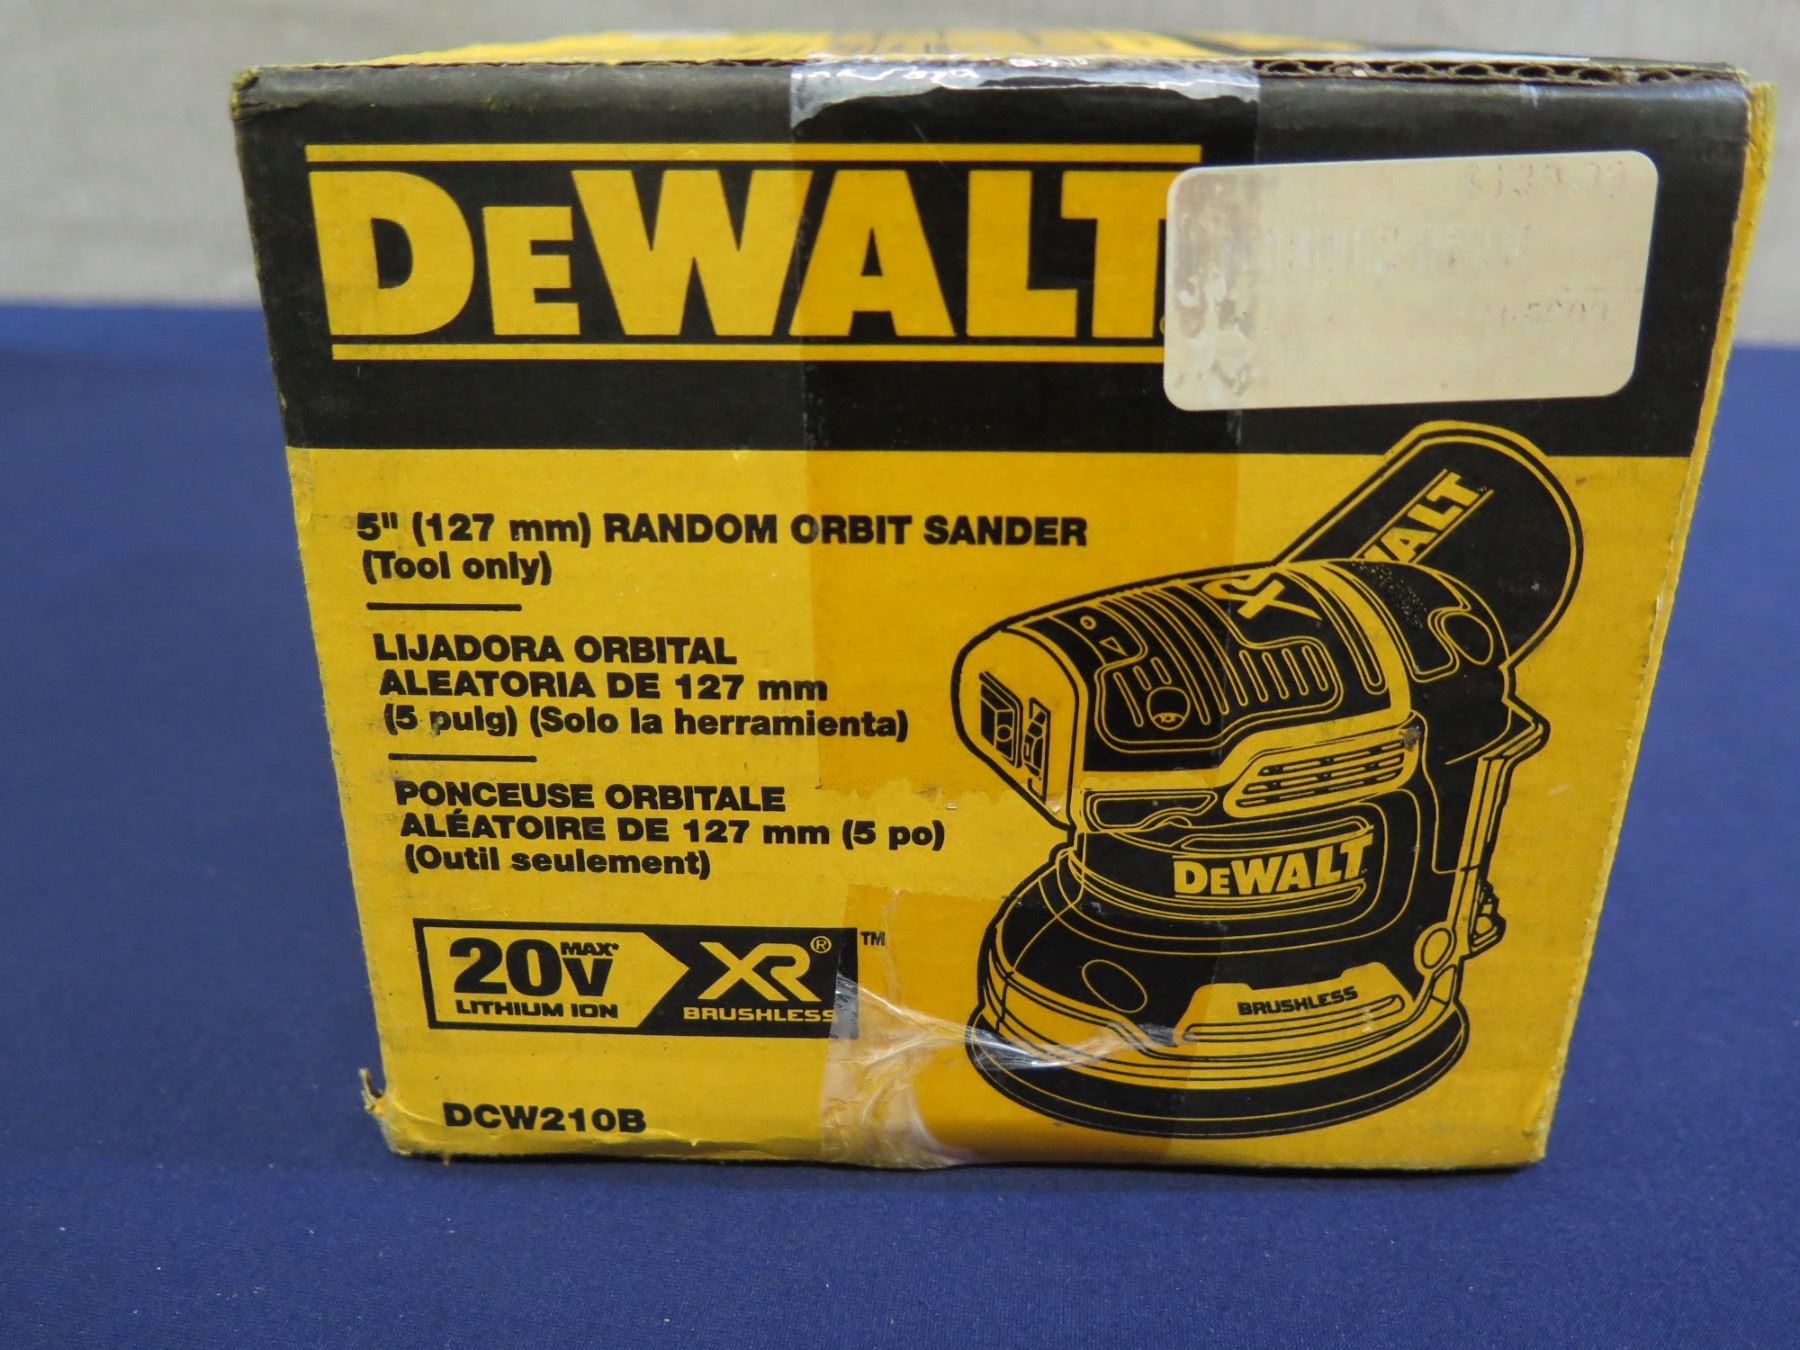 DEWALT
5" (127 mm) RANDOM ORBIT SANDER
(Tool only)
LIJADORA ORBITAL
ALEATORIA DE 127 mm
(5 pulg) (Solo la herramienta)
PONCEUSE ORBITALE
ALÉATOIRE DE 127 mm (5 po)
(Outil seulement)
20V MAX*
LITHIUM ION
XR® ™
BRUSHLESS
DCW210B
WALT
XR
DEWALT
BRUSHLESS